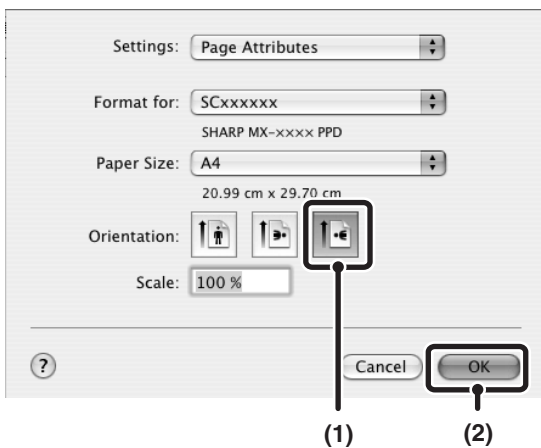 Settings: Page Attributes
Format for: SCxxxxxx
SHARP MX-xxxx PPD
Paper Size: A4
20.99 cm x 29.70 cm
Orientation:
Scale: 100 %
? Cancel OK
(1) (2)